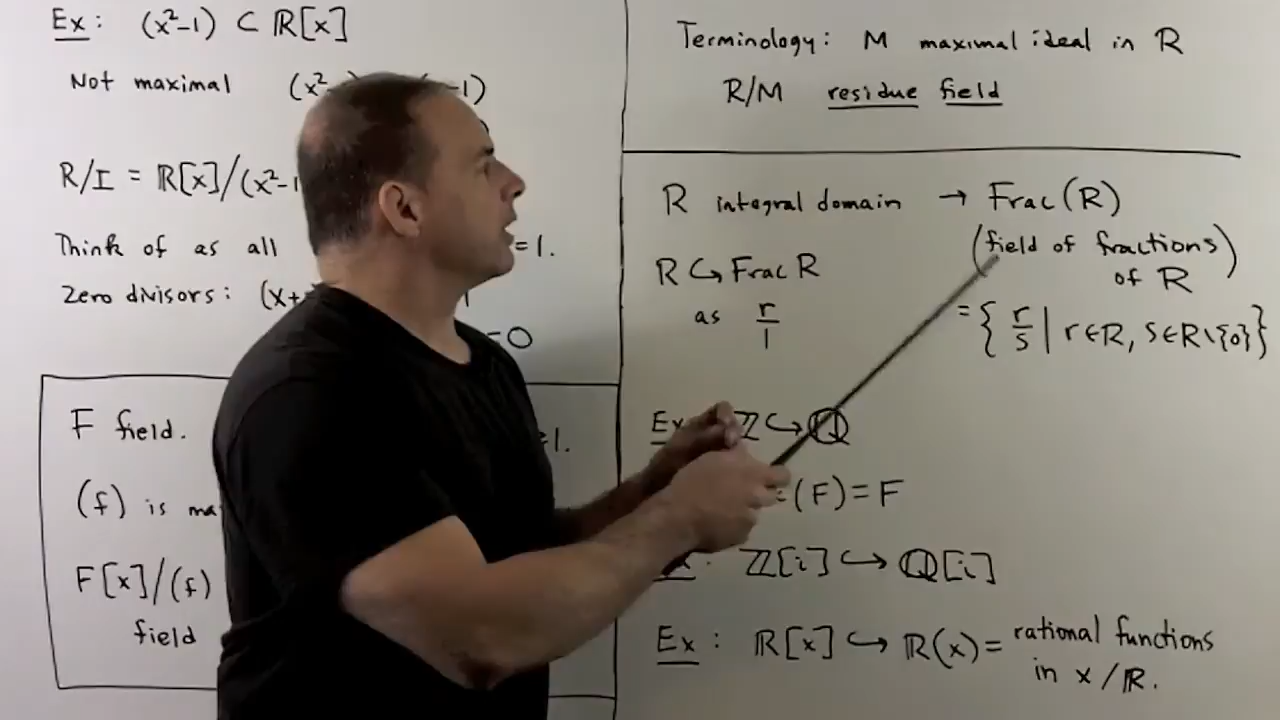 Ex: (x²-1) ⊂ ℝ[x]
Not maximal (x² -1)
R/I = ℝ[x]/(x²-1
Think of as all =1.
Zero divisors: (x+
=0
F field. 1.
(f) is ma
F[x]/(f)
field
Terminology: M maximal ideal in R
R/M residue field
R integral domain → Frac(R)
(field of fractions of R)
R ↪ Frac R
as r/1
= { r/s | r∈R, s∈R\{0} }
Ex ℤ ↪ ℚ
(F) = F
ℤ[i] ↪ ℚ[i]
Ex: ℝ[x] ↪ ℝ(x) = rational functions
in x/ℝ.